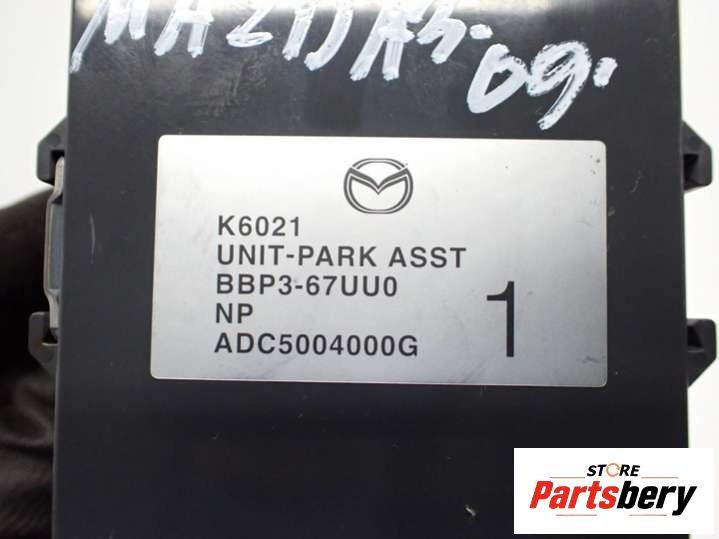 MAZDA3. 09.
K6021
UNIT-PARK ASST
BBP3-67UU0
NP
ADC5004000G
1
STORE
Partsbery